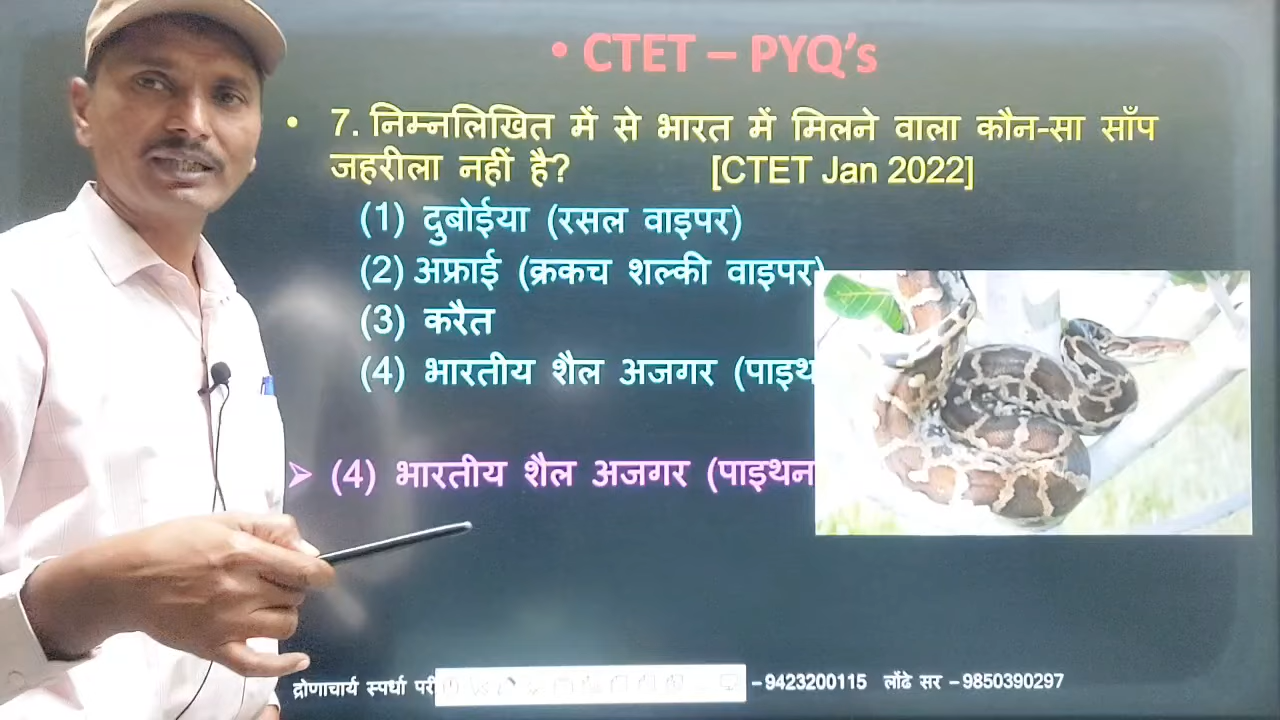 • CTET – PYQ’s
• 7. निम्नलिखित में से भारत में मिलने वाला कौन-सा साँप
जहरीला नहीं है? [CTET Jan 2022]
(1) दुबोईया (रसल वाइपर)
(2) अफ्राई (क्रकच शल्की वाइपर)
(3) करैत
(4) भारतीय शैल अजगर
➢ (4) भारतीय शैल अजगर (पाइथन
द्रोणाचार्य स्पर्धा – 9423200115 लोंढे सर – 9850390297